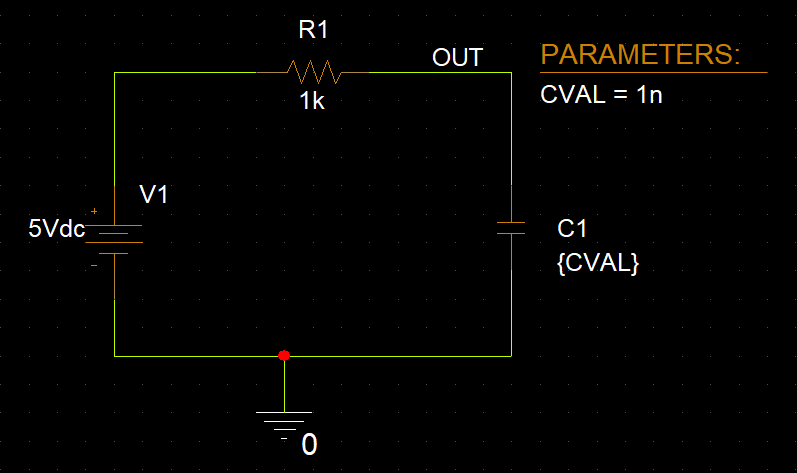 R1
1k
OUT
PARAMETERS:
CVAL = 1n
V1
+
5Vdc
-
C1
{CVAL}
0